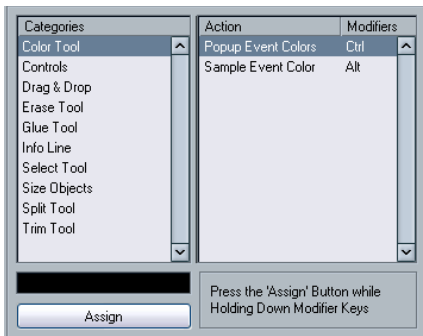 Categories
Color Tool
Controls
Drag & Drop
Erase Tool
Glue Tool
Info Line
Select Tool
Size Objects
Split Tool
Trim Tool
Assign
Action Modifiers
Popup Event Colors Ctrl
Sample Event Color Alt
Press the 'Assign' Button while
Holding Down Modifier Keys